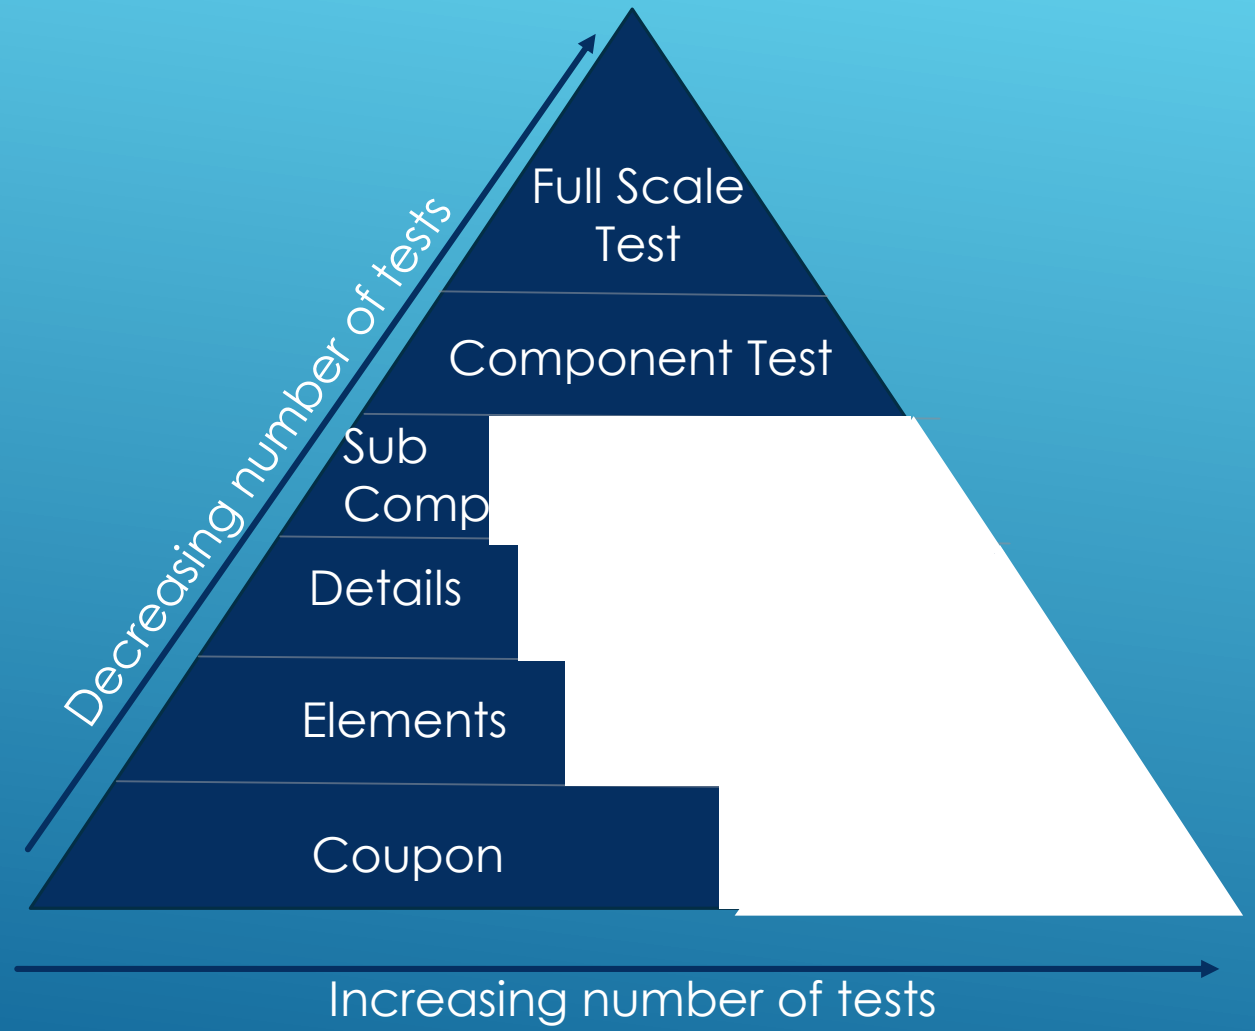 Full Scale
Test
Component Test
Sub
Comp
Details
Elements
Coupon
Decreasing number of tests
Increasing number of tests